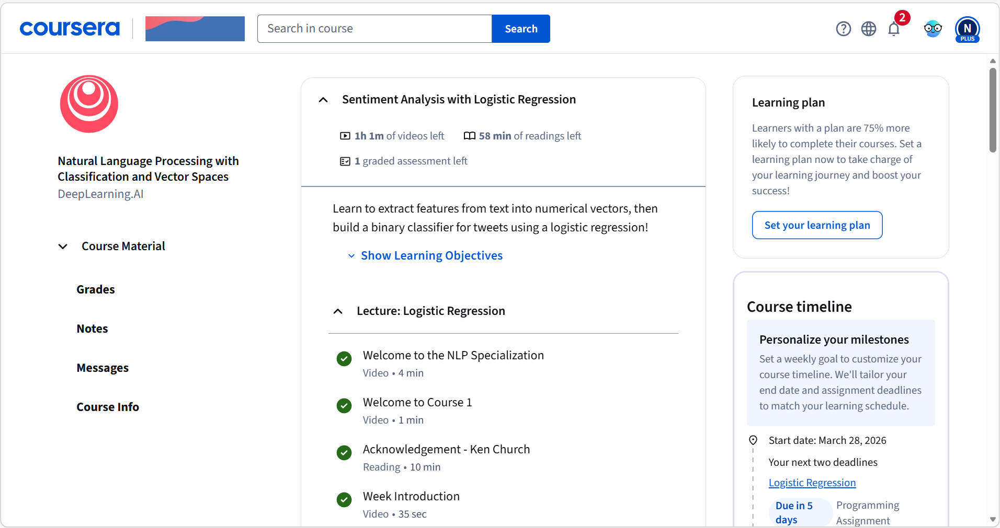 coursera
Search in course
Search
2
N
PLUS
Natural Language Processing with
Classification and Vector Spaces
DeepLearning.AI
Course Material
Grades
Notes
Messages
Course Info
Sentiment Analysis with Logistic Regression
1h 1m of videos left
58 min of readings left
1 graded assessment left
Learn to extract features from text into numerical vectors, then
build a binary classifier for tweets using a logistic regression!
Show Learning Objectives
Lecture: Logistic Regression
Welcome to the NLP Specialization
Video • 4 min
Welcome to Course 1
Video • 1 min
Acknowledgement - Ken Church
Reading • 10 min
Week Introduction
Video • 35 sec
Learning plan
Learners with a plan are 75% more
likely to complete their courses. Set a
learning plan now to take charge of
your learning journey and boost your
success!
Set your learning plan
Course timeline
Personalize your milestones
Set a weekly goal to customize your
course timeline. We'll tailor your
end date and assignment deadlines
to match your learning schedule.
Start date: March 28, 2026
Your next two deadlines
Logistic Regression
Due in 5
days
Programming
Assignment